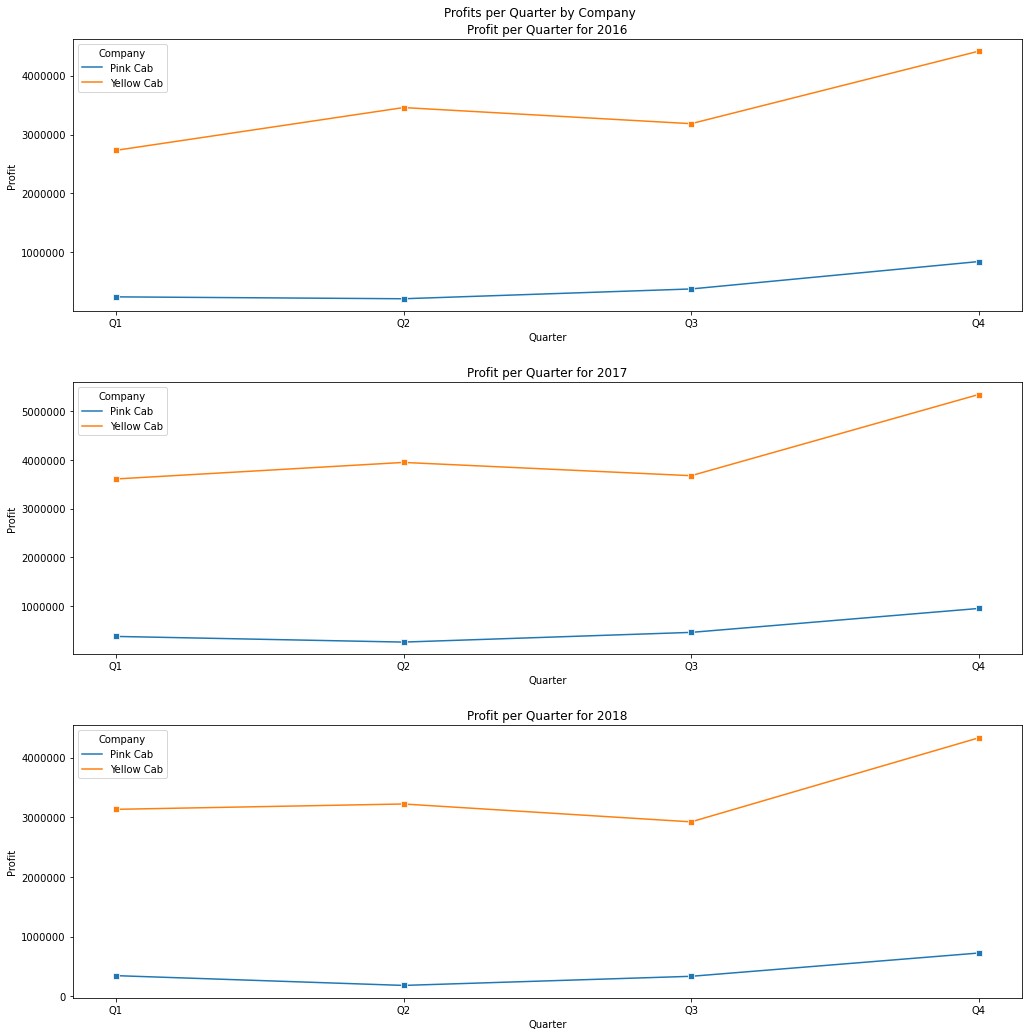 Profits per Quarter by Company
Profit per Quarter for 2016
Company
Pink Cab
Yellow Cab
4000000
3000000
2000000
1000000
Profit
Q1 Q2 Q3 Q4
Quarter
Profit per Quarter for 2017
Company
Pink Cab
Yellow Cab
5000000
4000000
3000000
2000000
1000000
Profit
Q1 Q2 Q3 Q4
Quarter
Profit per Quarter for 2018
Company
Pink Cab
Yellow Cab
4000000
3000000
2000000
1000000
0
Profit
Q1 Q2 Q3 Q4
Quarter